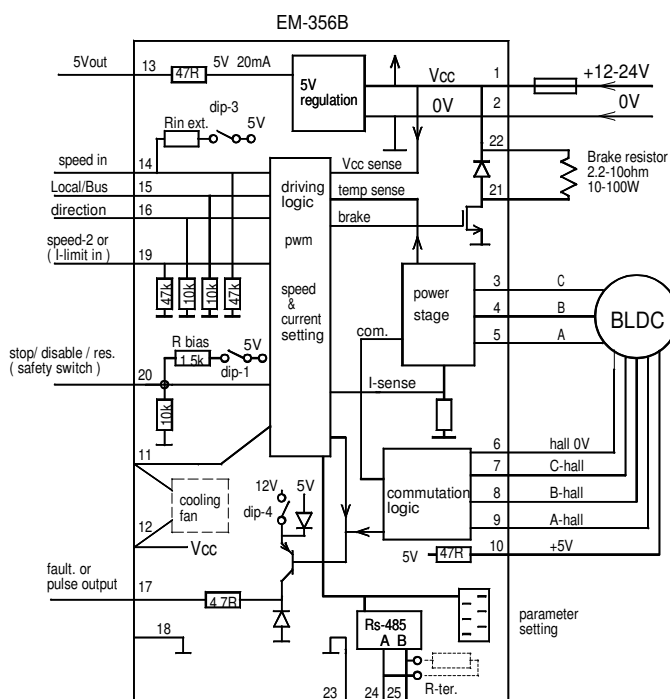 EM-356B
5Vout
13
47R
5V 20mA
5V
regulation
Vcc
1
+12-24V
0V
2
0V
22
Brake resistor
2.2-10ohm
10-100W
21
dip-3
Rin ext.
5V
speed in
14
Local/Bus
15
direction
16
speed-2 or
( I-limit in )
19
47k
10k
10k
47k
driving
logic
pwm
speed
&
current
setting
Vcc sense
temp sense
brake
power
stage
com.
3
C
4
B
5
A
BLDC
stop/ disable / res.
( safety switch )
20
R bias
1.5k
5V
dip-1
10k
I-sense
11
cooling
fan
12
Vcc
12V
5V
dip-4
commutation
logic
6
hall 0V
7
C-hall
8
B-hall
9
A-hall
10
+5V
5V
47R
fault. or
pulse output
17
4.7R
18
Rs-485
A B
parameter
setting
R-ter.
23
24
25